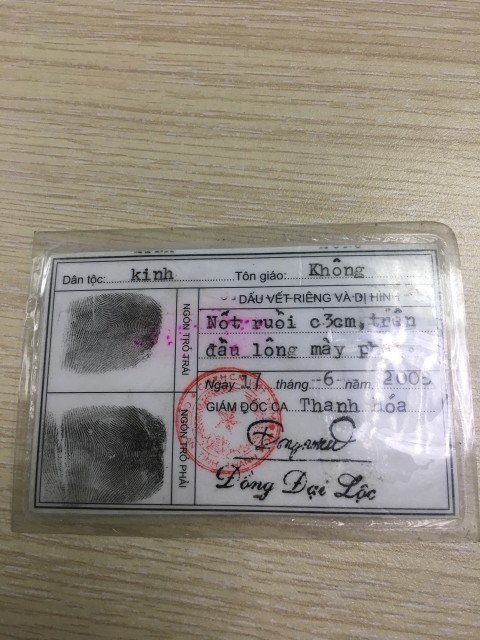 Dân tộc: kinh Tôn giáo: Không
NGÓN TRỎ TRÁI
NGÓN TRỎ PHẢI
DẤU VẾT RIÊNG VÀ DỊ HÌNH
Nốt ruồi c3cm, trên
đầu lông mày
Ngày 17 tháng 6 năm 2005
GIÁM ĐỐC CA Thanh hóa
Đồng Đại Lộc